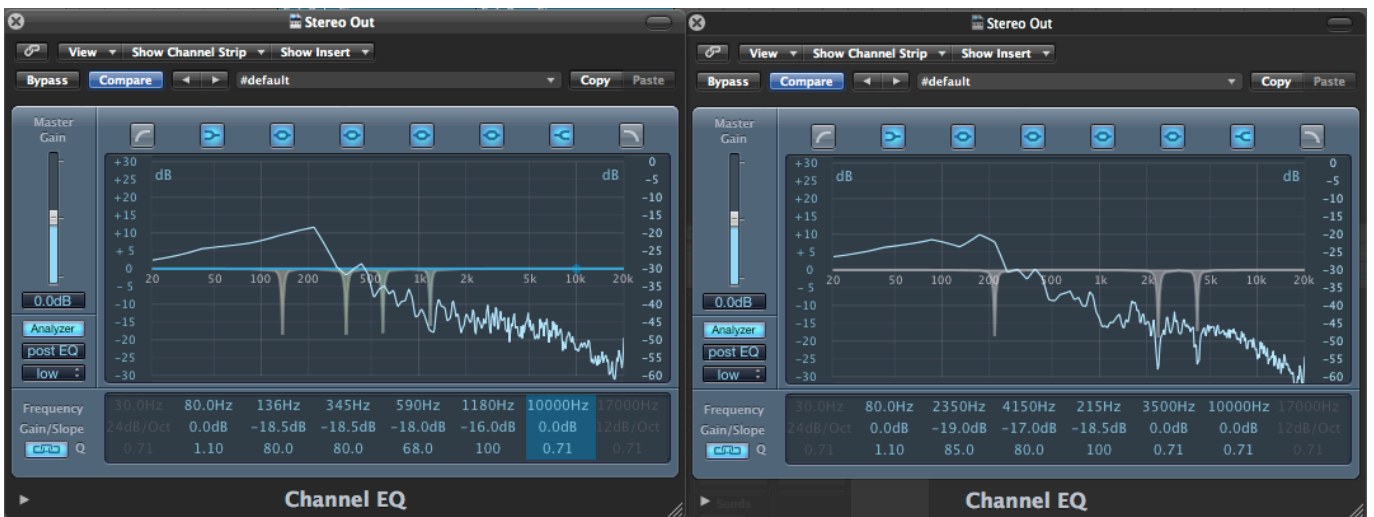 Stereo Out
View Show Channel Strip Show Insert
Bypass Compare #default Copy Paste
Master
Gain
+30 dB dB 0
+25 -5
+20 -10
+15 -15
+10 -20
+ 5 -25
0 -30
20 50 100 200 500 1k 10k 20k
- 5 -35
- 10 -40
0.0dB
-15 -45
Analyzer
-20 -50
post EQ
-25 -55
low
-30 -60
Frequency 30.0Hz 80.0Hz 136Hz 345Hz 590Hz 1180Hz 10000Hz 17000Hz
Gain/Slope 24dB/Oct 0.0dB -18.5dB -18.5dB -18.0dB -16.0dB 0.0dB 12dB/Oct
Q 0.71 1.10 80.0 80.0 68.0 100 0.71 0.71
Channel EQ
Stereo Out
View Show Channel Strip Show Insert
Bypass Compare #default Copy Paste
Master
Gain
+30 dB dB 0
+25 -5
+20 -10
+15 -15
+10 -20
+ 5 -25
0 -30
20 50 100 200 500 1k 2k 5k 10k 20k
- 5 -35
- 10 -40
0.0dB
-15 -45
Analyzer
-20 -50
post EQ
-25 -55
low
-30 -60
Frequency 30.0Hz 80.0Hz 2350Hz 4150Hz 215Hz 3500Hz 10000Hz 17000Hz
Gain/Slope 24dB/Oct 0.0dB -19.0dB -17.0dB -18.5dB 0.0dB 0.0dB 12dB/Oct
Q 0.71 1.10 85.0 80.0 100 0.71 0.71 0.71
Sends
Channel EQ